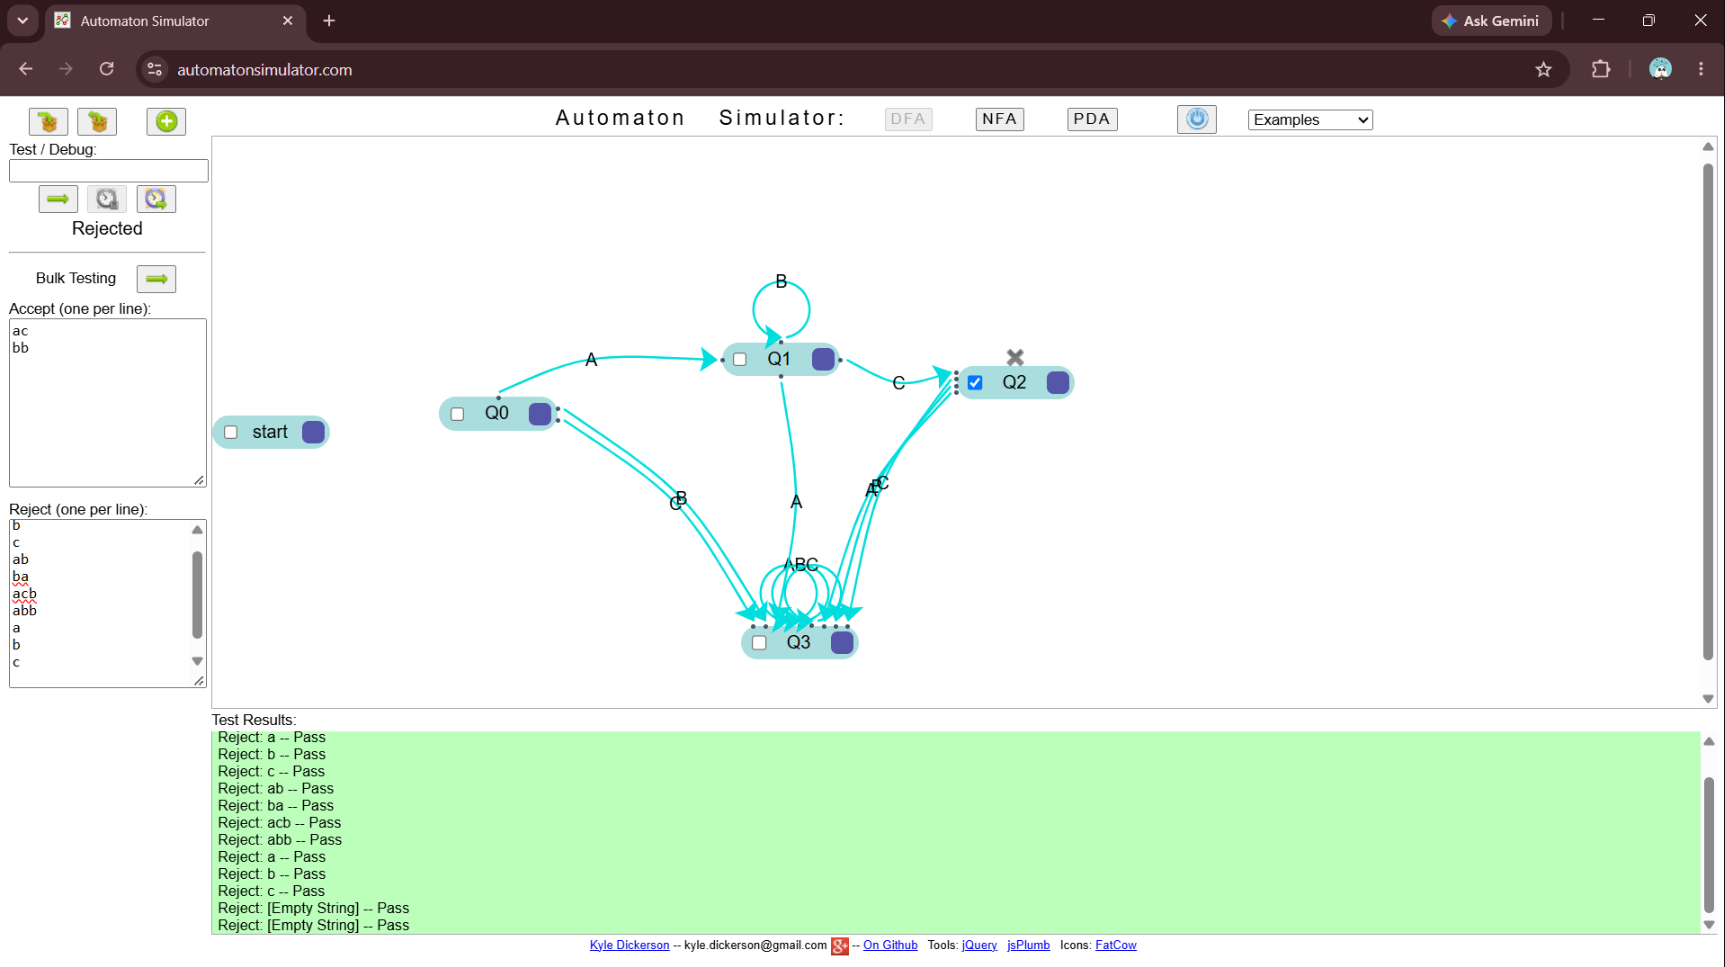 Automaton Simulator
Ask Gemini
automatonsimulator.com
Automaton Simulator: DFA NFA PDA Examples
Test / Debug:
Rejected
Bulk Testing
Accept (one per line):
ac
bb
Reject (one per line):
b
c
ab
ba
acb
abb
a
b
c
start
Q0
Q1
Q2
Q3
B
A
C
B
C
A
A
B
C
A
B
C
Test Results:
Reject: a -- Pass
Reject: b -- Pass
Reject: c -- Pass
Reject: ab -- Pass
Reject: ba -- Pass
Reject: acb -- Pass
Reject: abb -- Pass
Reject: a -- Pass
Reject: b -- Pass
Reject: c -- Pass
Reject: [Empty String] -- Pass
Reject: [Empty String] -- Pass
Kyle Dickerson -- kyle.dickerson@gmail.com g+ -- On Github Tools: jQuery jsPlumb Icons: FatCow